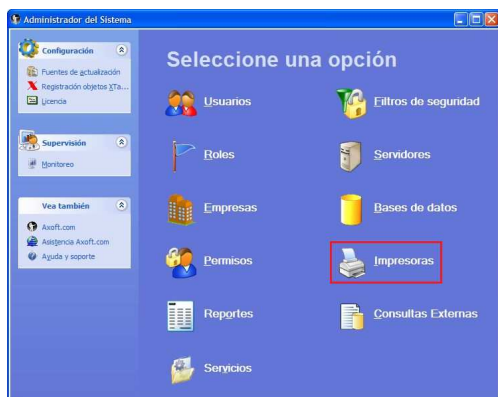 Administrador del Sistema
Configuración
Fuentes de actualización
Registración objetos XTa...
Licencia
Supervisión
Monitoreo
Vea también
Axoft.com
Asistencia Axoft.com
Ayuda y soporte
Seleccione una opción
Usuarios
Filtros de seguridad
Roles
Servidores
Empresas
Bases de datos
Permisos
Impresoras
Reportes
Consultas Externas
Servicios